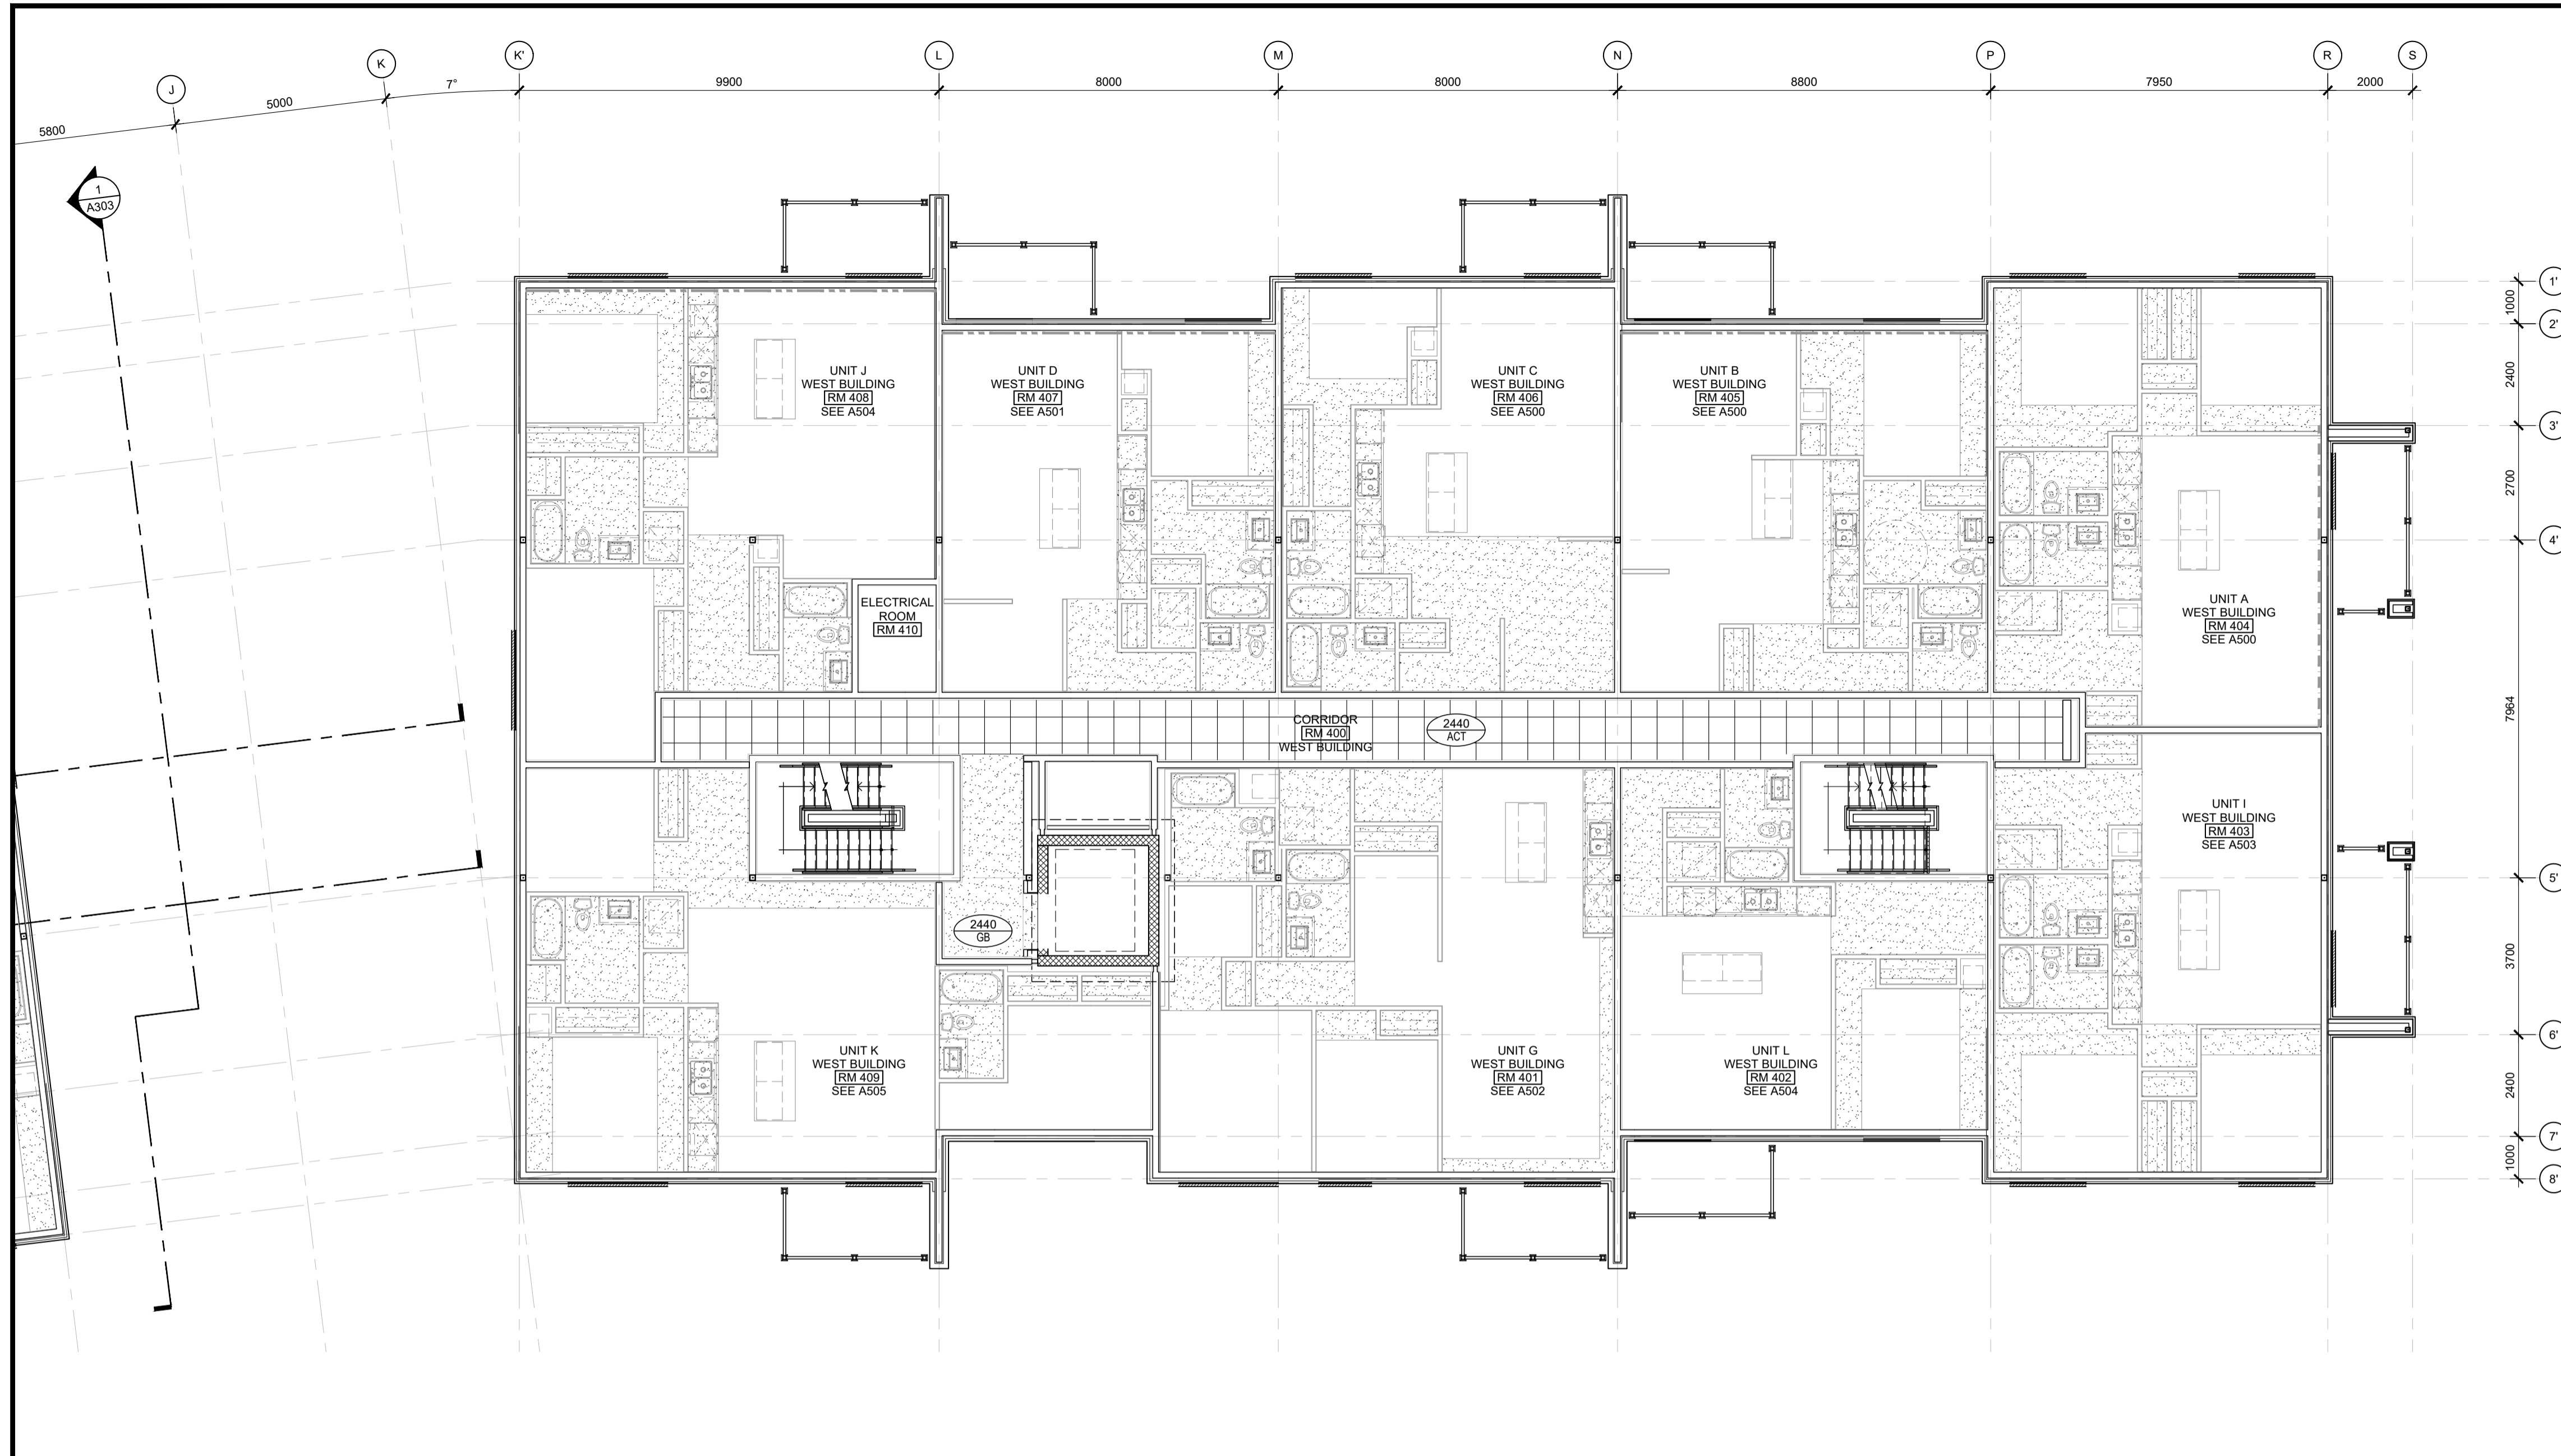 J
K
K'
L
M
N
P
R
S
5800
5000
7°
9900
8000
8000
8800
7950
2000
1
A303
1'
1000
2'
2400
3'
2700
4'
7964
5'
3700
6'
2400
7'
1000
8'
UNIT J
WEST BUILDING
RM 408
SEE A504
UNIT D
WEST BUILDING
RM 407
SEE A501
UNIT C
WEST BUILDING
RM 406
SEE A500
UNIT B
WEST BUILDING
RM 405
SEE A500
UNIT A
WEST BUILDING
RM 404
SEE A500
ELECTRICAL
ROOM
RM 410
CORRIDOR
RM 400
WEST BUILDING
2440
ACT
2440
GB
UNIT I
WEST BUILDING
RM 403
SEE A503
UNIT K
WEST BUILDING
RM 409
SEE A505
UNIT G
WEST BUILDING
RM 401
SEE A502
UNIT L
WEST BUILDING
RM 402
SEE A504